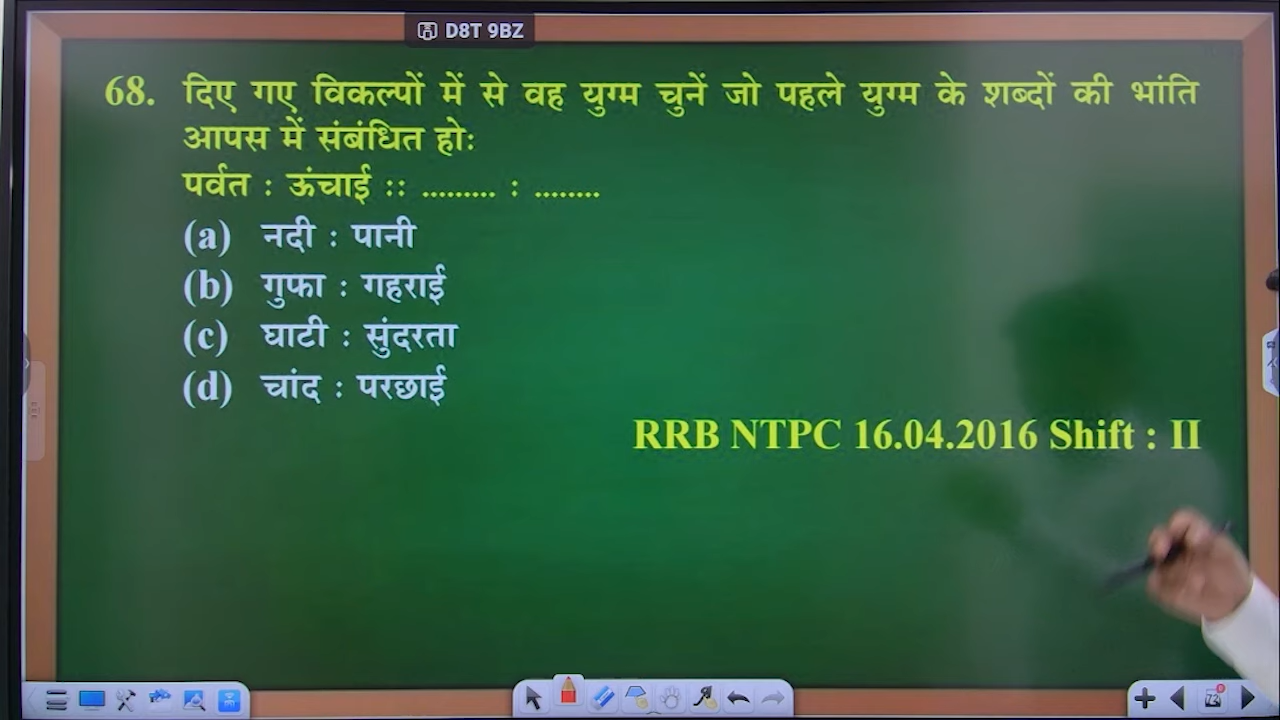 D8T 9BZ
68. दिए गए विकल्पों में से वह युग्म चुनें जो पहले युग्म के शब्दों की भांति
आपस में संबंधित हो:
पर्वत : ऊंचाई :: ......... : ........
(a) नदी : पानी
(b) गुफा : गहराई
(c) घाटी : सुंदरता
(d) चांद : परछाई
RRB NTPC 16.04.2016 Shift : II